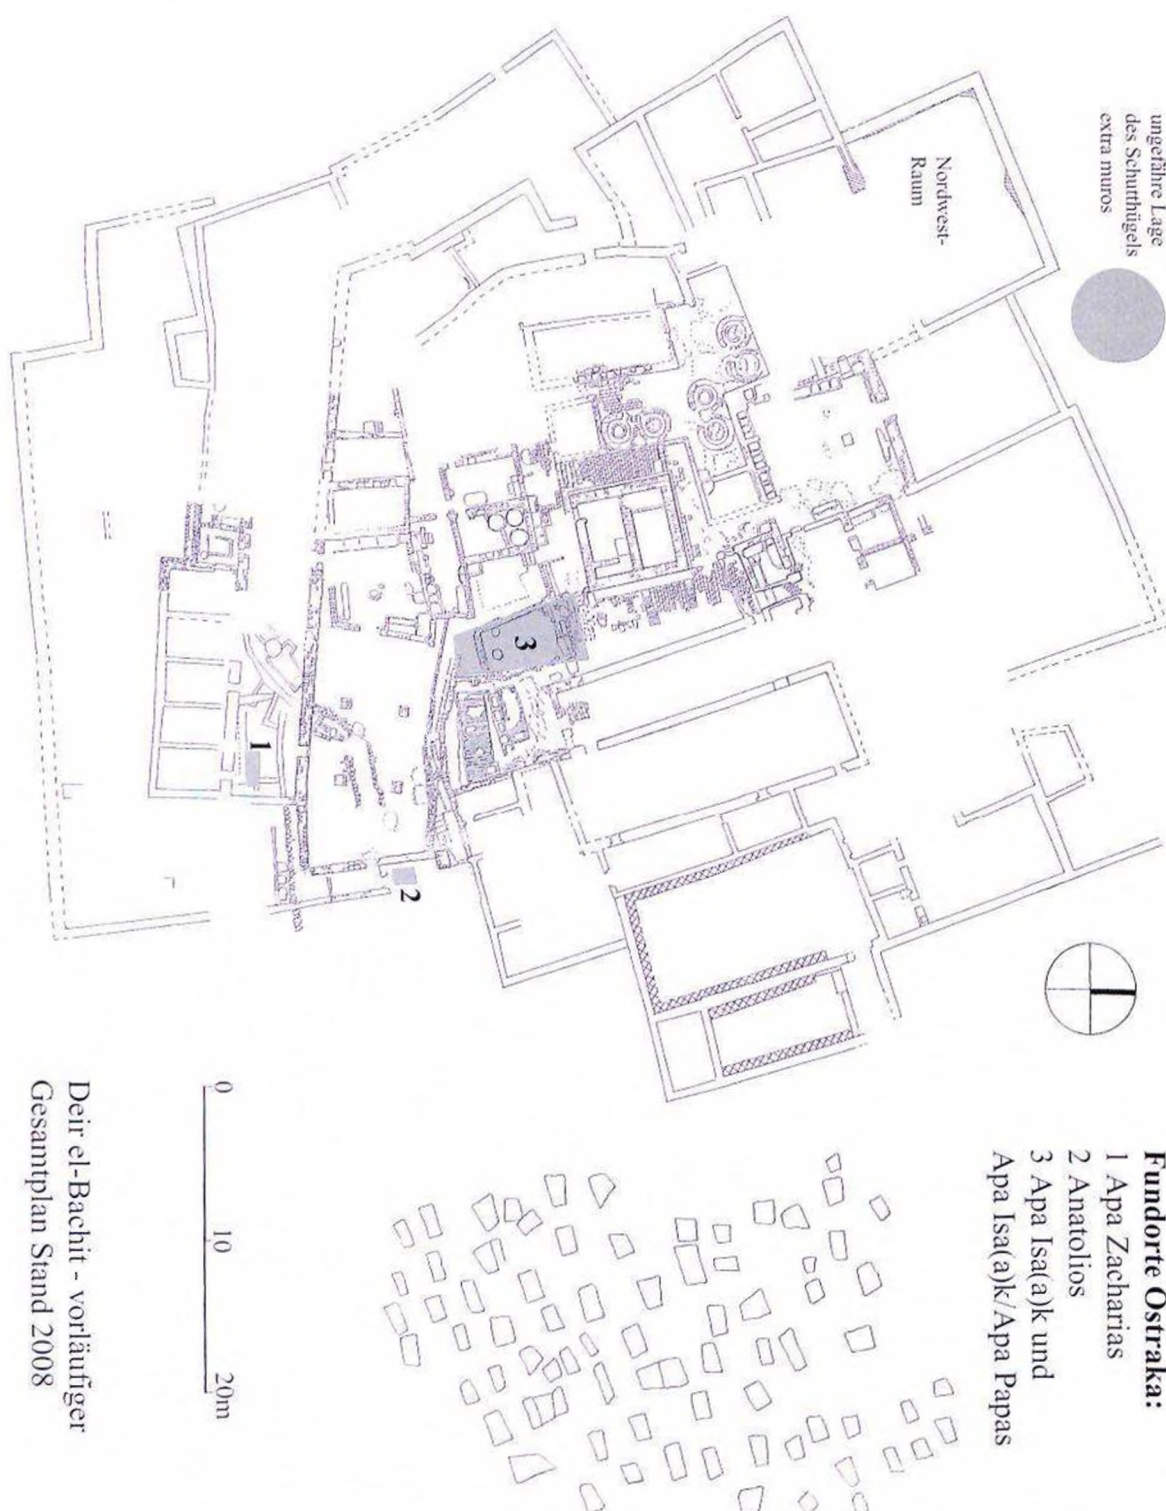 ungefähre Lage
des Schutthügels
extra muros
Nordwest-
Raum
3
1
2
Fundorte Ostraka:
1 Apa Zacharias
2 Anatolios
3 Apa Isa(a)k und
Apa Isa(a)k/Apa Papas
0
10
20m
Deir el-Bachit - vorläufiger
Gesamtplan Stand 2008